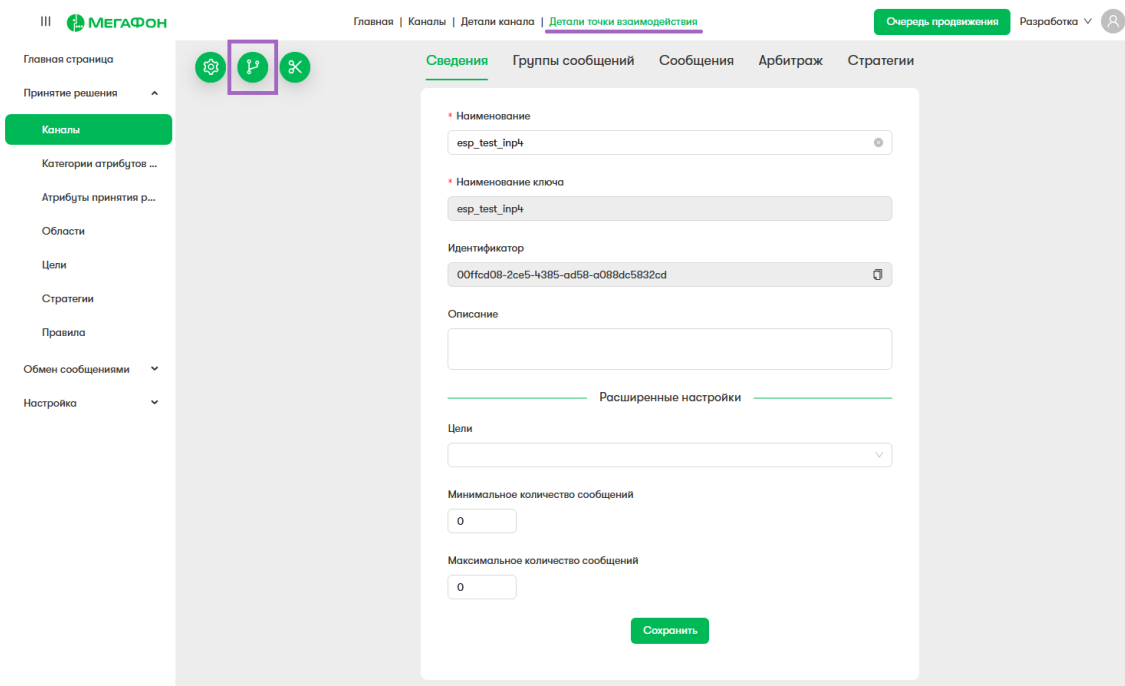 МЕГАФОН
Главная | Каналы | Детали канала | Детали точки взаимодействия
Очередь продвижения
Разработка
Главная страница
Принятие решения
Каналы
Категории атрибутов ...
Атрибуты принятия р...
Области
Цели
Стратегии
Правила
Обмен сообщениями
Настройка
Сведения Группы сообщений Сообщения Арбитраж Стратегии
* Наименование
esp_test_inp4
* Наименование ключа
esp_test_inp4
Идентификатор
00ffcd08-2ce5-4385-ad58-a088dc5832cd
Описание
Расширенные настройки
Цели
Минимальное количество сообщений
0
Максимальное количество сообщений
0
Сохранить